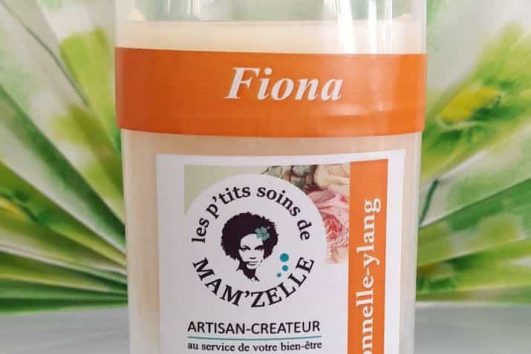 Fiona
les p'tits soins de
MAM'ZELLE
ARTISAN-CREATEUR
au service de votre bien-être
onnelle-ylang